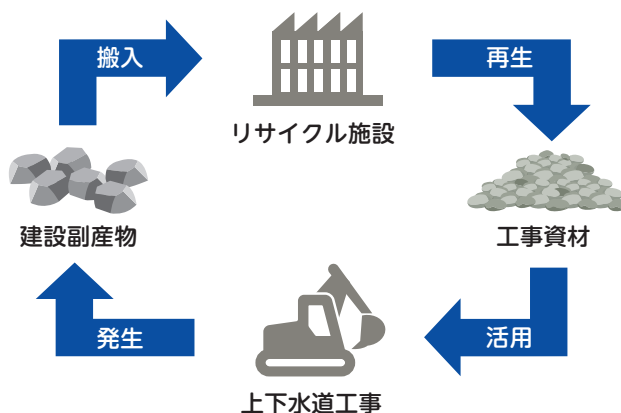 搬入
再生
リサイクル施設
建設副産物
工事資材
発生
活用
上下水道工事